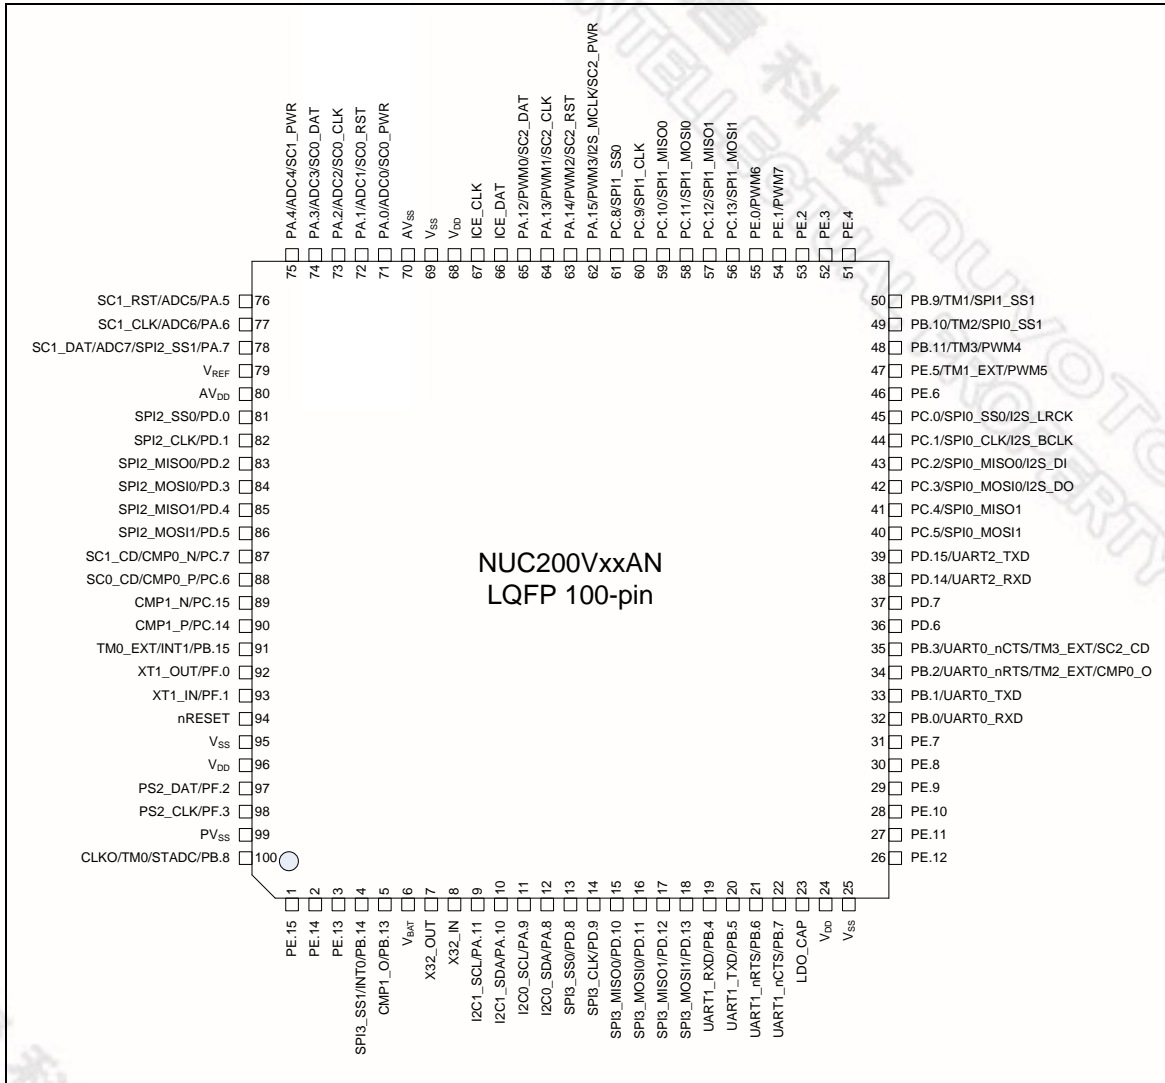 PA.4/ADC4/SC1_PWR
PA.3/ADC3/SC0_DAT
PA.2/ADC2/SC0_CLK
PA.1/ADC1/SC0_RST
PA.0/ADC0/SC0_PWR
AVSS
VSS
VDD
ICE_CLK
ICE_DAT
PA.12/PWM0/SC2_DAT
PA.13/PWM1/SC2_CLK
PA.14/PWM2/SC2_RST
PA.15/PWM3/I2S_MCLK/SC2_PWR
PC.8/SPI1_SS0
PC.9/SPI1_CLK
PC.10/SPI1_MISO0
PC.11/SPI1_MOSI0
PC.12/SPI1_MISO1
PC.13/SPI1_MOSI1
PE.0/PWM6
PE.1/PWM7
PE.2
PE.3
PE.4
75 74 73 72 71 70 69 68 67 66 65 64 63 62 61 60 59 58 57 56 55 54 53 52 51
SC1_RST/ADC5/PA.5 76
SC1_CLK/ADC6/PA.6 77
SC1_DAT/ADC7/SPI2_SS1/PA.7 78
VREF 79
AVDD 80
SPI2_SS0/PD.0 81
SPI2_CLK/PD.1 82
SPI2_MISO0/PD.2 83
SPI2_MOSI0/PD.3 84
SPI2_MISO1/PD.4 85
SPI2_MOSI1/PD.5 86
SC1_CD/CMP0_N/PC.7 87
SC0_CD/CMP0_P/PC.6 88
CMP1_N/PC.15 89
CMP1_P/PC.14 90
TM0_EXT/INT1/PB.15 91
XT1_OUT/PF.0 92
XT1_IN/PF.1 93
nRESET 94
VSS 95
VDD 96
PS2_DAT/PF.2 97
PS2_CLK/PF.3 98
PVSS 99
CLKO/TM0/STADC/PB.8 100
NUC200VxxAN
LQFP 100-pin
50 PB.9/TM1/SPI1_SS1
49 PB.10/TM2/SPI0_SS1
48 PB.11/TM3/PWM4
47 PE.5/TM1_EXT/PWM5
46 PE.6
45 PC.0/SPI0_SS0/I2S_LRCK
44 PC.1/SPI0_CLK/I2S_BCLK
43 PC.2/SPI0_MISO0/I2S_DI
42 PC.3/SPI0_MOSI0/I2S_DO
41 PC.4/SPI0_MISO1
40 PC.5/SPI0_MOSI1
39 PD.15/UART2_TXD
38 PD.14/UART2_RXD
37 PD.7
36 PD.6
35 PB.3/UART0_nCTS/TM3_EXT/SC2_CD
34 PB.2/UART0_nRTS/TM2_EXT/CMP0_O
33 PB.1/UART0_TXD
32 PB.0/UART0_RXD
31 PE.7
30 PE.8
29 PE.9
28 PE.10
27 PE.11
26 PE.12
1 2 3 4 5 6 7 8 9 10 11 12 13 14 15 16 17 18 19 20 21 22 23 24 25
PE.15
PE.14
PE.13
SPI3_SS1/INT0/PB.14
CMP1_O/PB.13
VBAT
X32_OUT
X32_IN
I2C1_SCL/PA.11
I2C1_SDA/PA.10
I2C0_SCL/PA.9
I2C0_SDA/PA.8
SPI3_SS0/PD.8
SPI3_CLK/PD.9
SPI3_MISO0/PD.10
SPI3_MOSI0/PD.11
SPI3_MISO1/PD.12
SPI3_MOSI1/PD.13
UART1_RXD/PB.4
UART1_TXD/PB.5
UART1_nRTS/PB.6
UART1_nCTS/PB.7
LDO_CAP
VDD
VSS
科技 nuvoTo
INTELLECTUAL PROPERTY